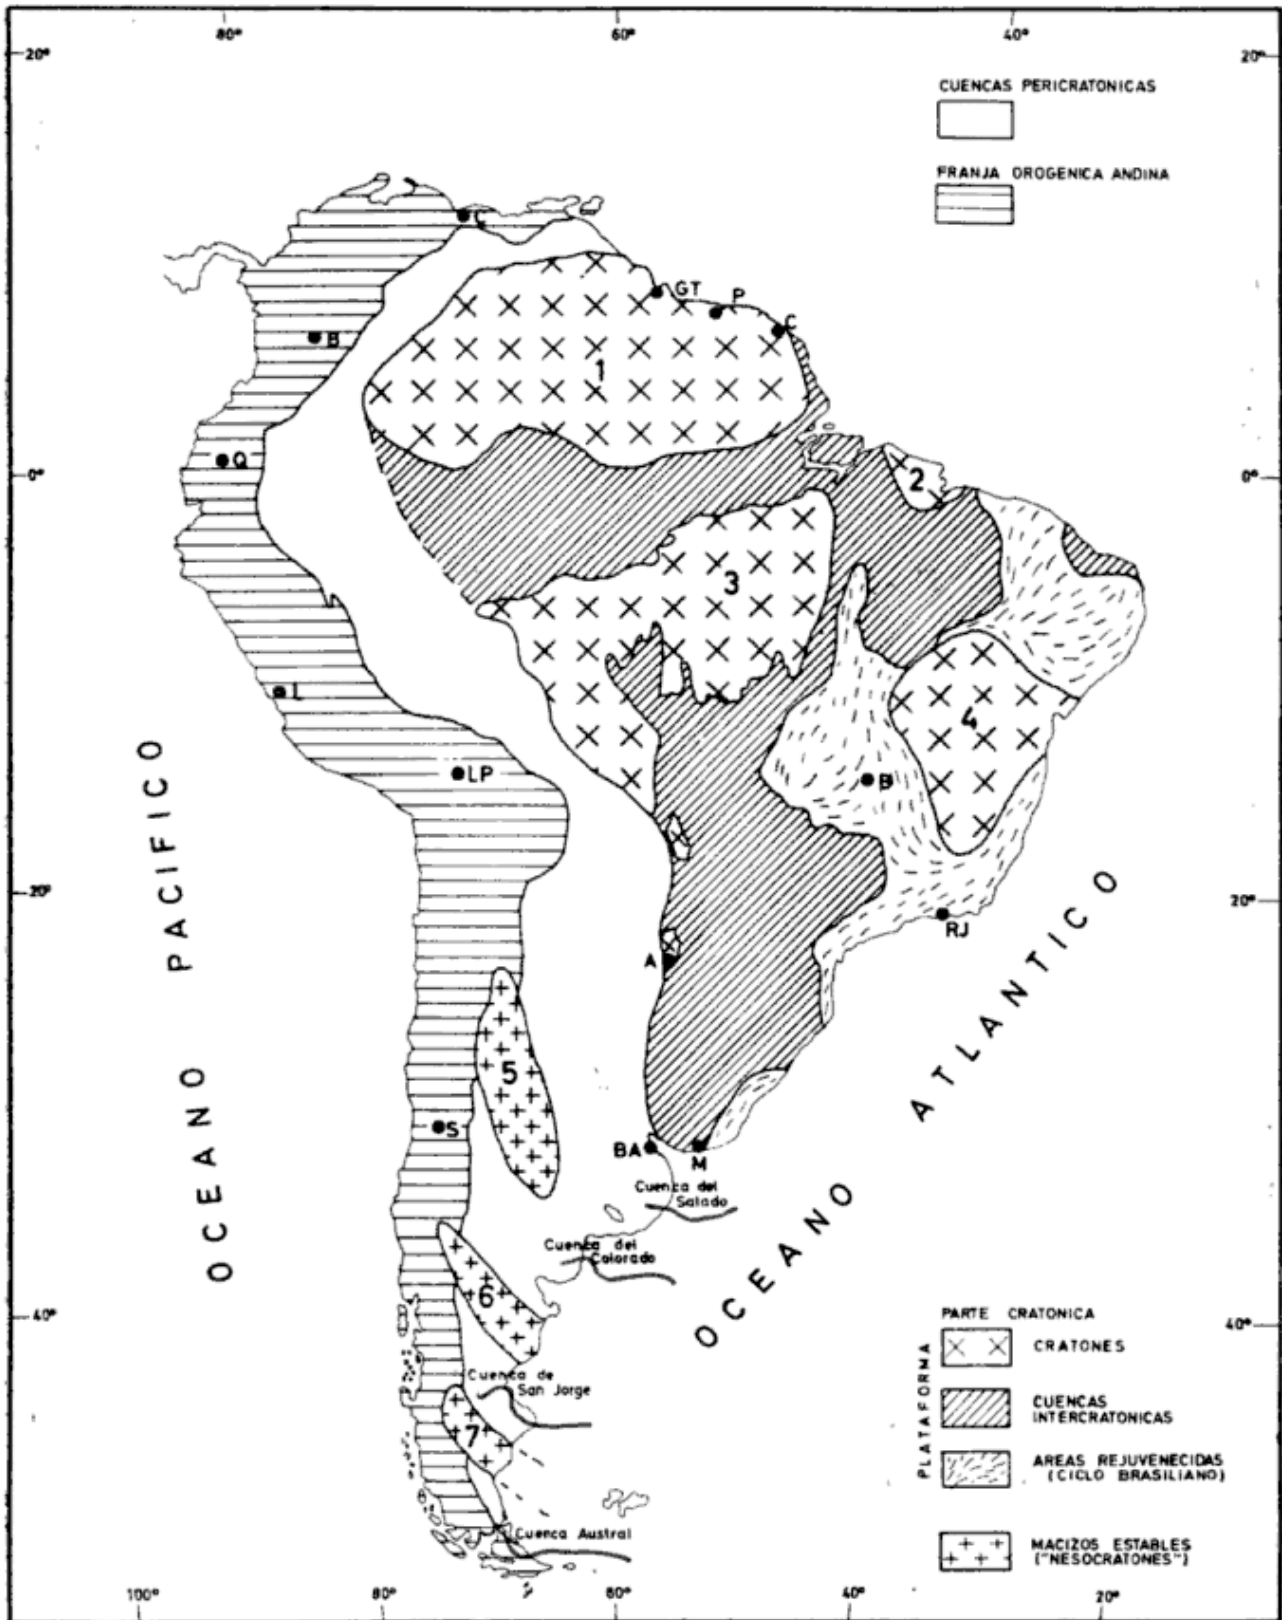 80°
60°
40°
20°
20°
CUENCAS PERICRATONICAS
FRANJA OROGENICA ANDINA
C
GT
P
C
B
1
Q
0°
0°
2
3
L
4
LP
B
OCEANO PACIFICO
20°
20°
RJ
A
5
S
BA
M
Cuenca del
Salado
OCEANO ATLANTICO
Cuenca del
Colorado
6
40°
40°
Cuenca de
San Jorge
7
Cuenca Austral
PARTE CRATONICA
PLATAFORMA
CRATONES
CUENCAS
INTERCRATONICAS
AREAS REJUVENECIDAS
(CICLO BRASILIANO)
MACIZOS ESTABLES
("NESOCRATONES")
100°
80°
60°
40°
20°